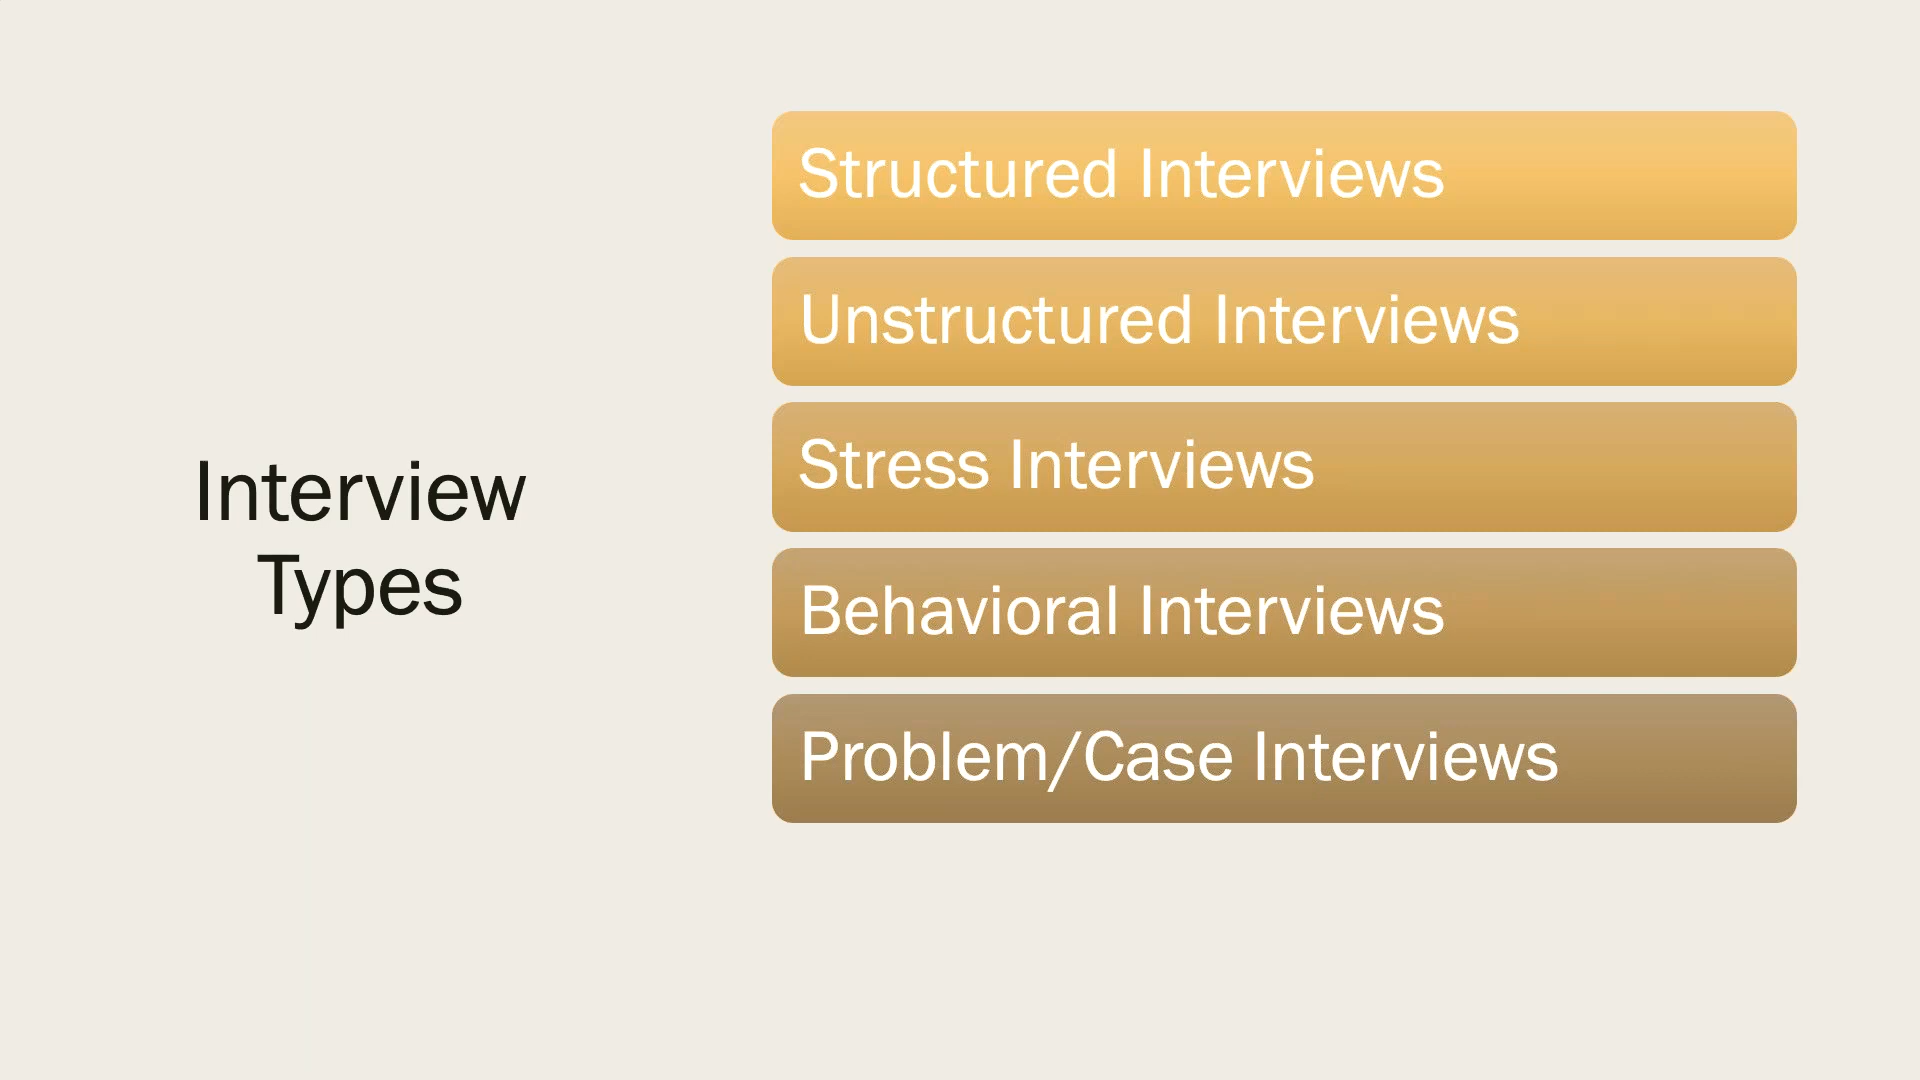 Interview
Types
Structured Interviews
Unstructured Interviews
Stress Interviews
Behavioral Interviews
Problem/Case Interviews